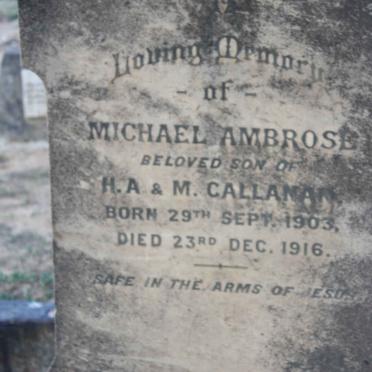 Loving Memory
- of -
MICHAEL AMBROSE
BELOVED SON OF
H.A & M. CALLANAN.
BORN 29TH SEPT. 1903,
DIED 23RD DEC. 1916.
SAFE IN THE ARMS OF JESUS